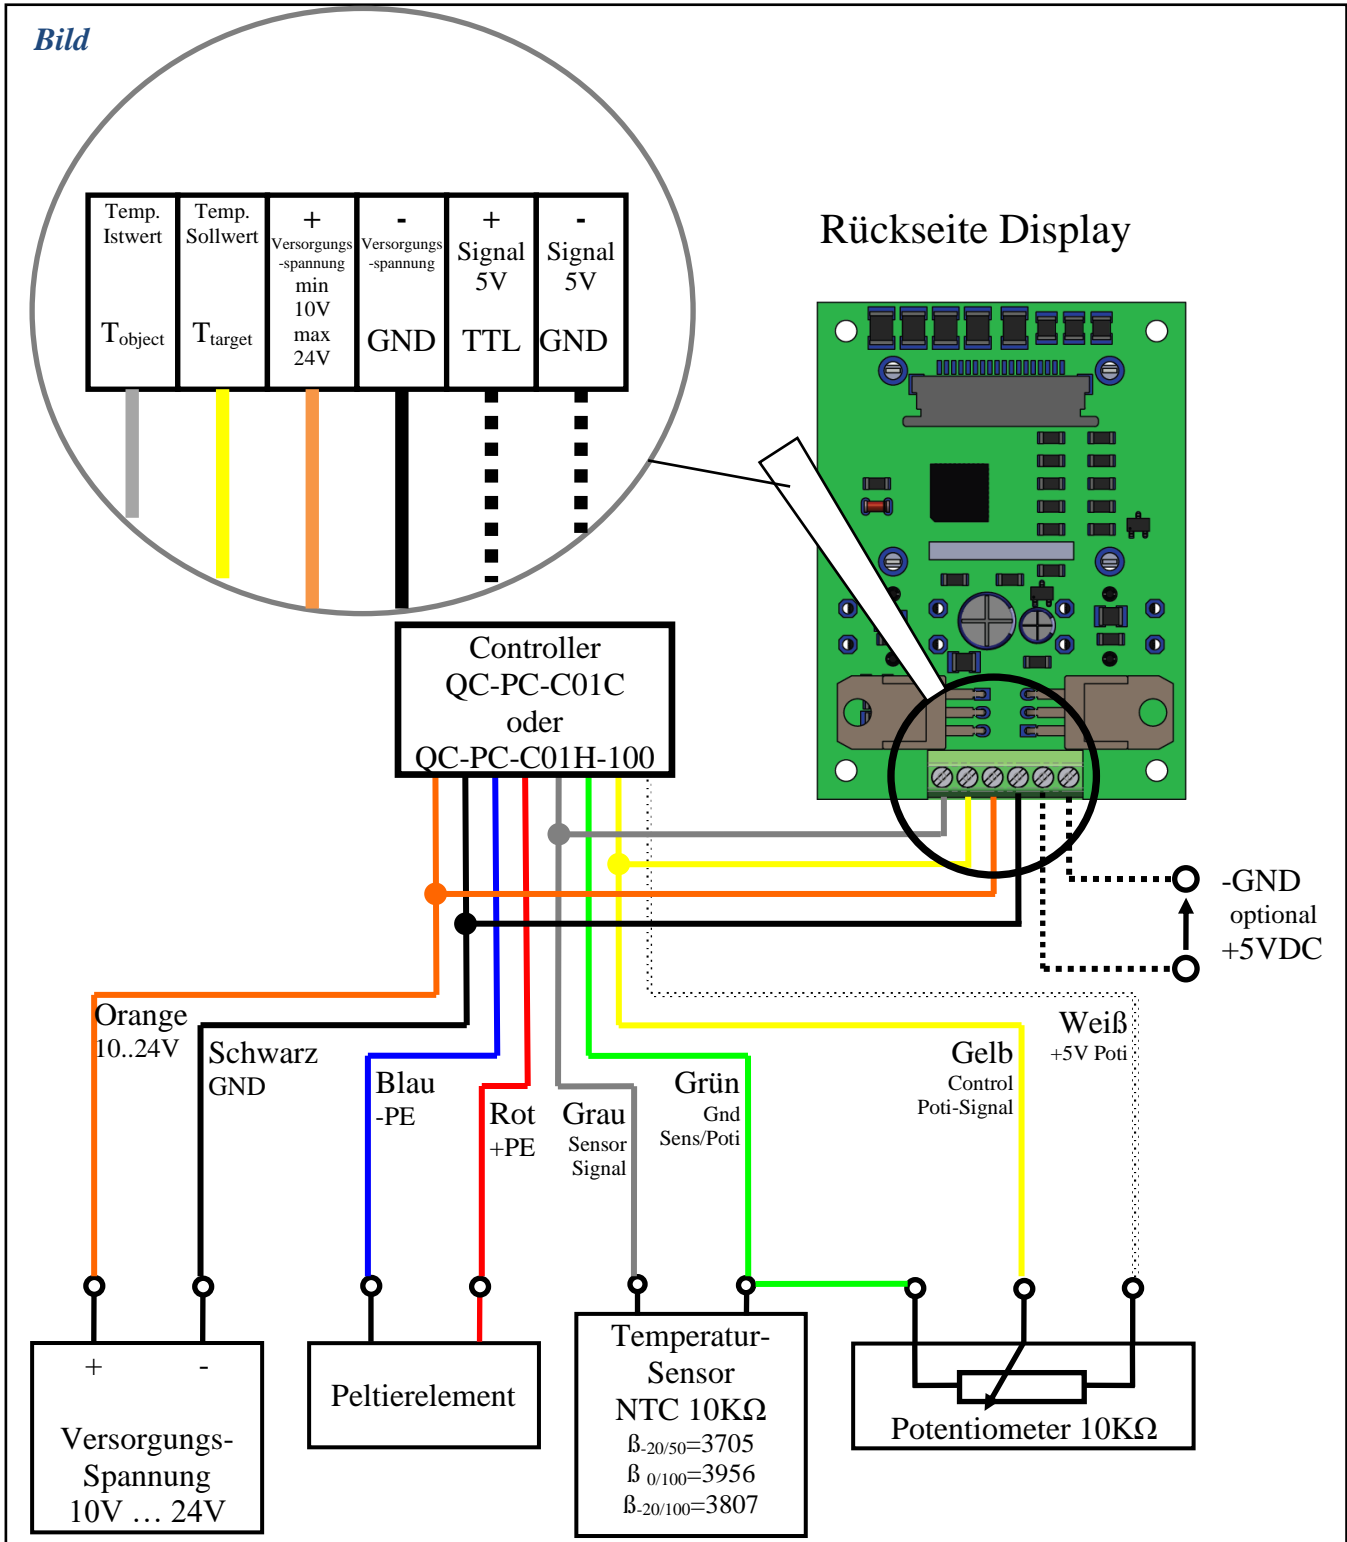 Bild
Temp.
Istwert
Tobject
Temp.
Sollwert
Ttarget
+
Versorgungs
-spannung
min
10V
max
24V
-
Versorgungs
-spannung
GND
+
Signal
5V
TTL
-
Signal
5V
GND
Rückseite Display
Controller
QC-PC-C01C
oder
QC-PC-C01H-100
-GND
optional
+5VDC
Orange
10..24V
Schwarz
GND
Blau
-PE
Rot
+PE
Grau
Sensor
Signal
Grün
Gnd
Sens/Poti
Gelb
Control
Poti-Signal
Weiß
+5V Poti
+ -
Versorgungs-
Spannung
10V … 24V
Peltierelement
Temperatur-
Sensor
NTC 10KΩ
ß-20/50=3705
ß 0/100=3956
ß-20/100=3807
Potentiometer 10KΩ